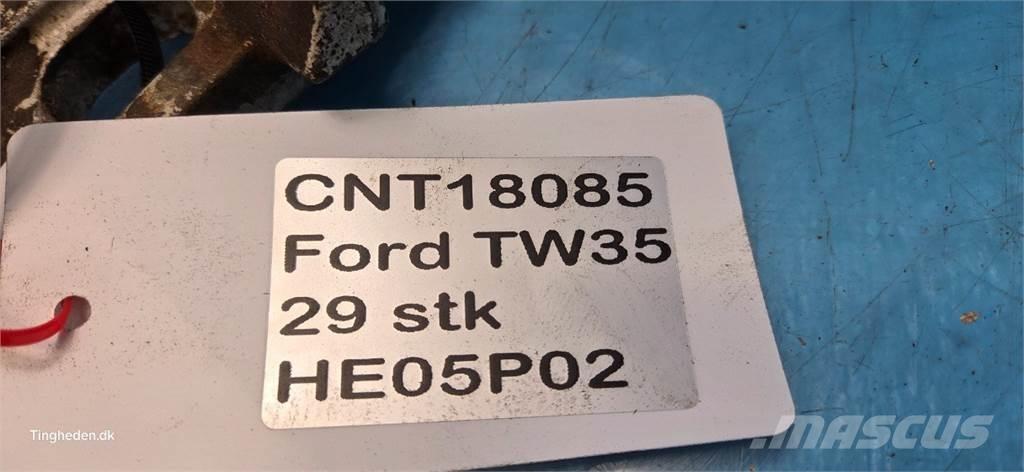 CNT18085
Ford TW35
29 stk
HE05P02
Tingheden.dk
MASCUS